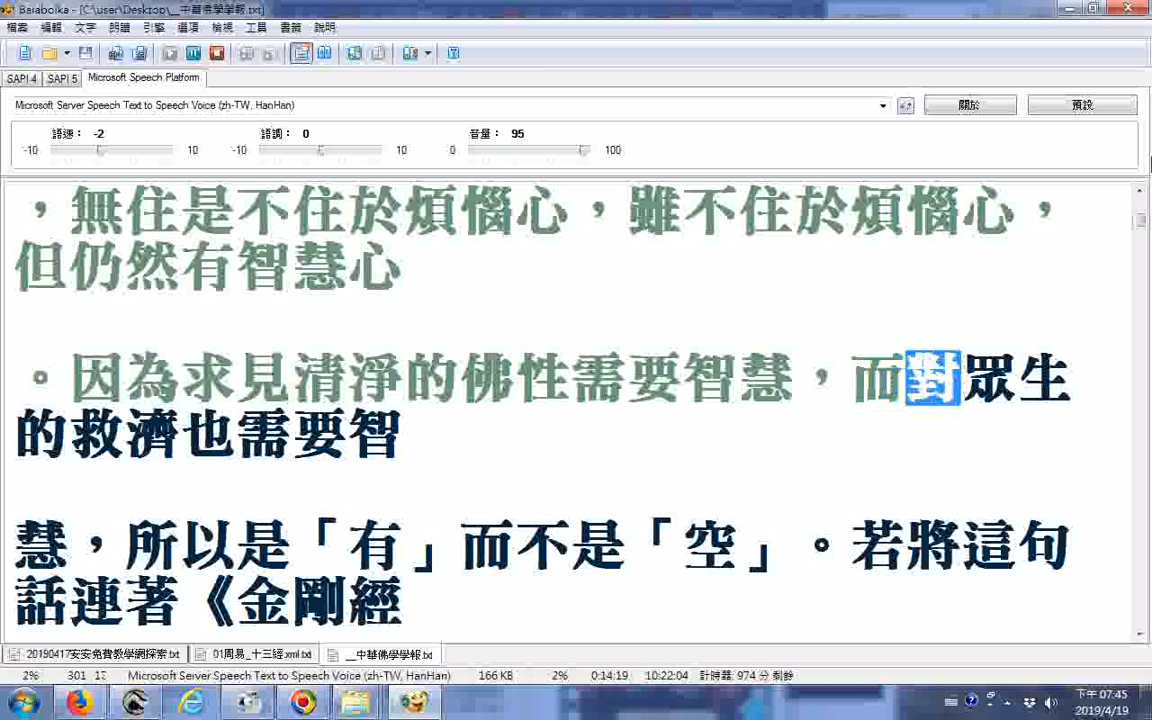 Balabolka - [C:\user\Desktop\__中華佛學學報.txt]
檔案 編輯 文字 朗讀 引擎 選項 檢視 工具 書籤 說明
SAPI 4 SAPI 5 Microsoft Speech Platform
Microsoft Server Speech Text to Speech Voice (zh-TW, HanHan) 關於 預設
語速： -2 語調： 0 音量： 95
-10 10 -10 10 0 100
，無住是不住於煩惱心，雖不住於煩惱心，
但仍然有智慧心
。因為求見清淨的佛性需要智慧，而對眾生
的救濟也需要智
慧，所以是「有」而不是「空」。若將這句
話連著《金剛經
20190417安安免費教學網探索.txt 01周易_十三經.xml.txt __中華佛學學報.txt
2% 301 Microsoft Server Speech Text to Speech Voice (zh-TW, HanHan) 166 KB 2% 0:14:19 10:22:04 計時器: 974 分 剩餘
下午 07:45
2019/4/19